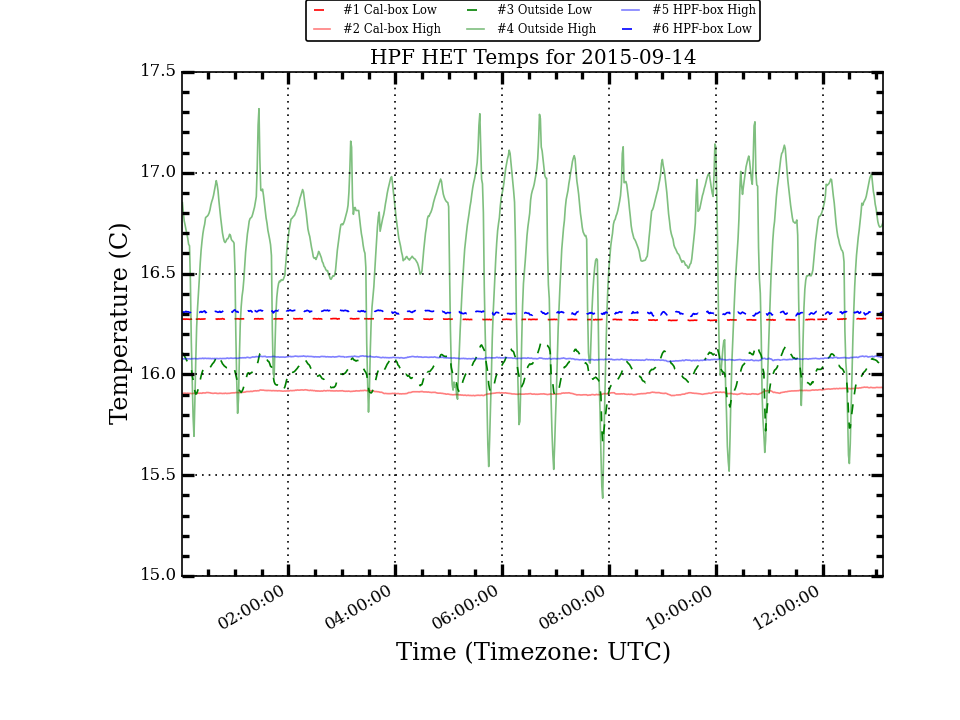 #1 Cal-box Low #3 Outside Low #5 HPF-box High
#2 Cal-box High #4 Outside High #6 HPF-box Low
HPF HET Temps for 2015-09-14
17.5
17.0
16.5
16.0
15.5
15.0
Temperature (C)
02:00:00 04:00:00 06:00:00 08:00:00 10:00:00 12:00:00
Time (Timezone: UTC)